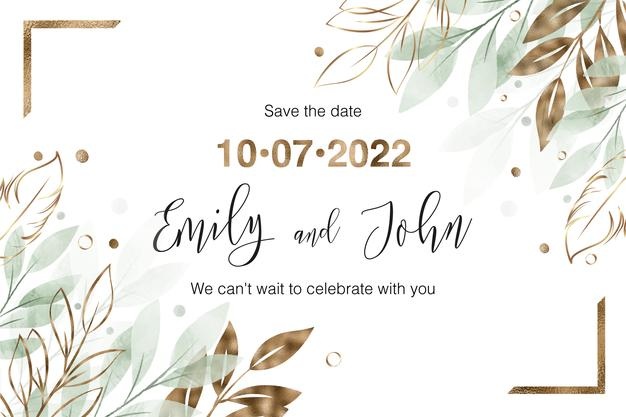 Save the date
10•07•2022
Emily and John
We can't wait to celebrate with you